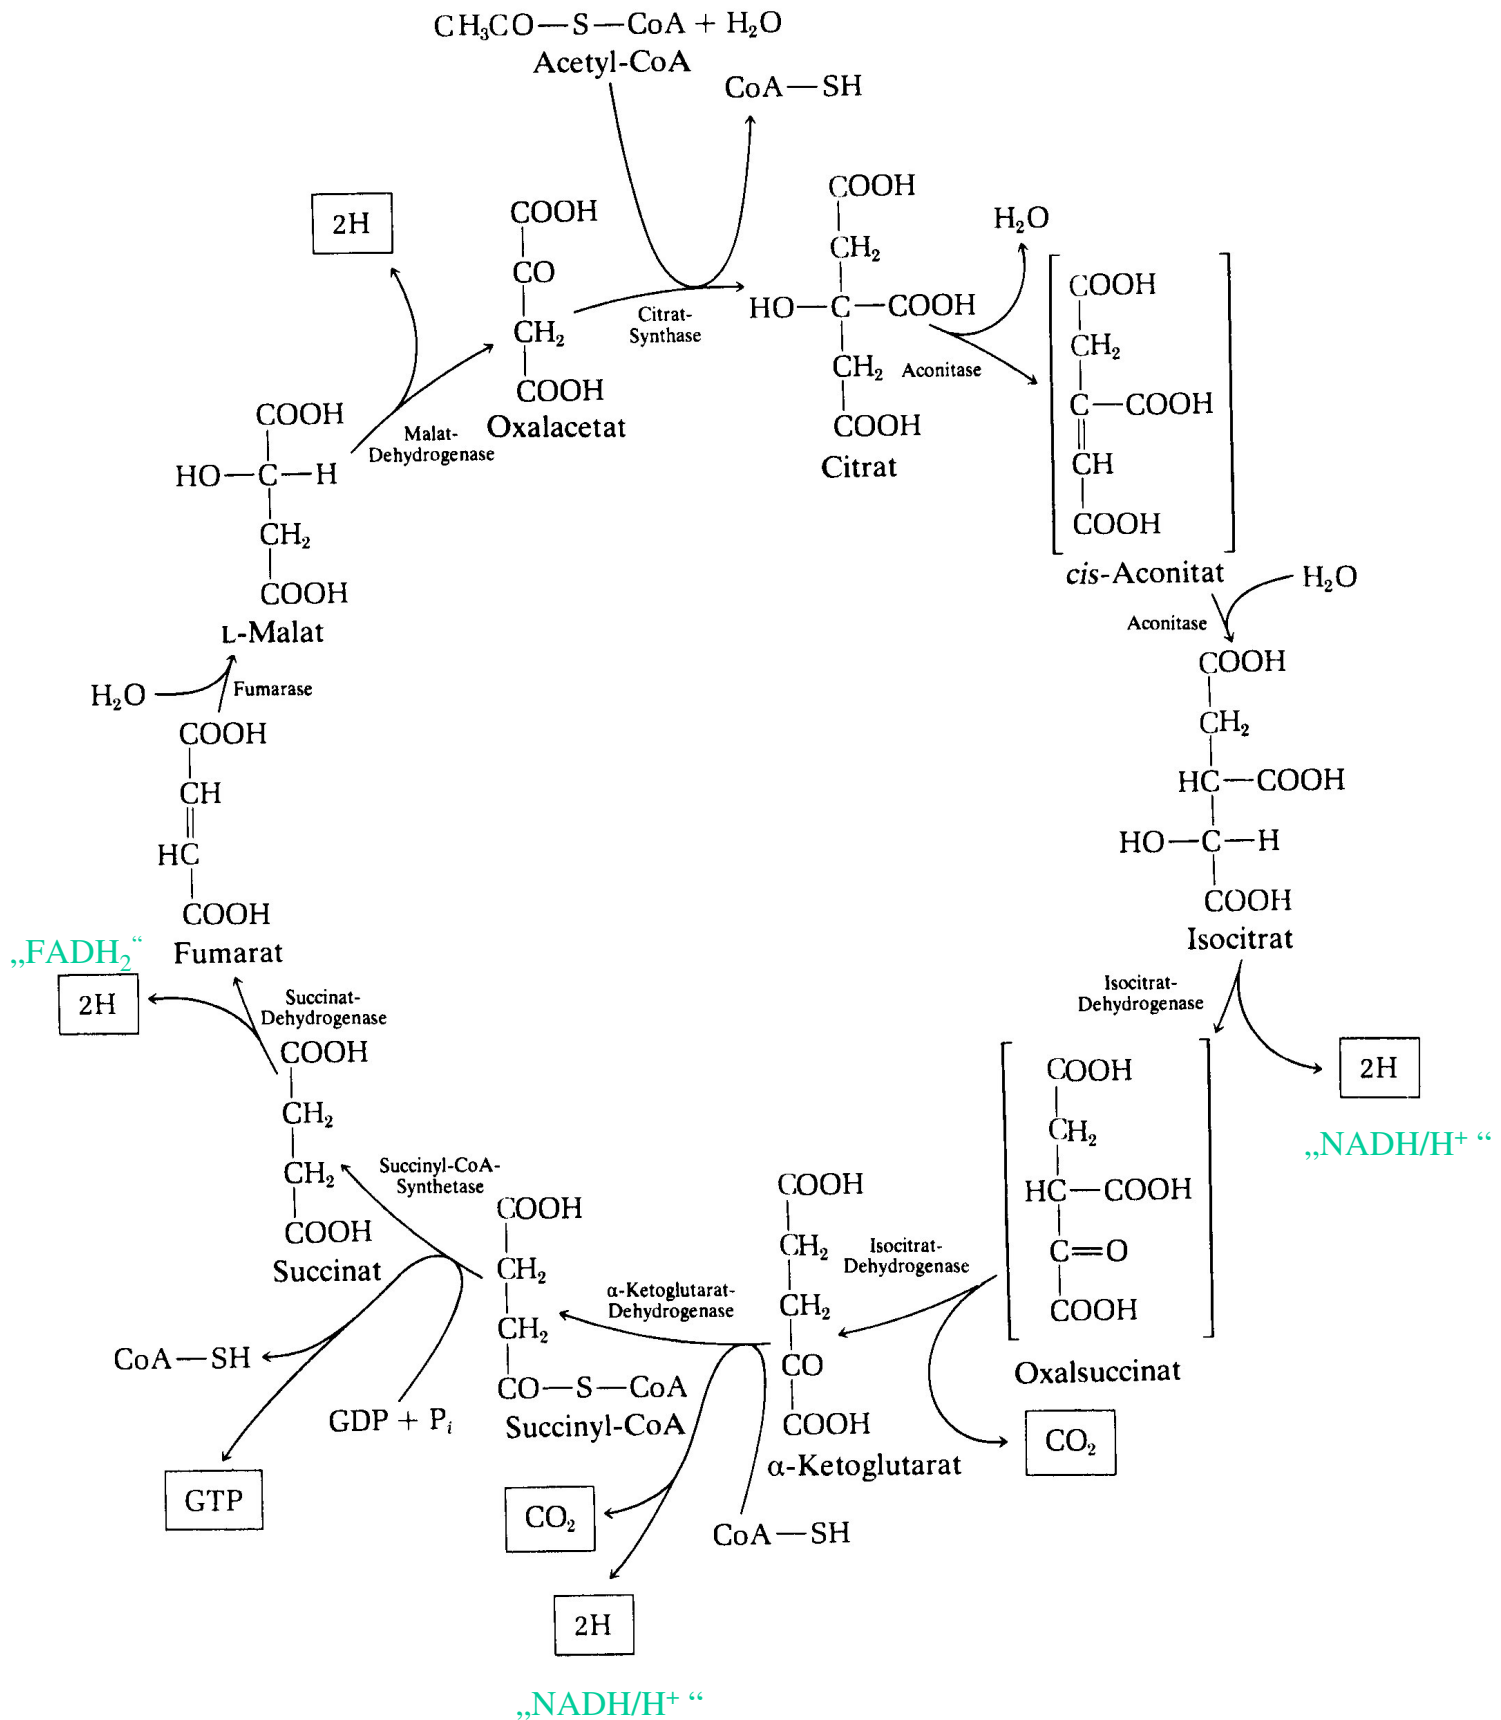 CH₃CO—S—CoA + H₂O
Acetyl-CoA
CoA—SH
2H
COOH
CO
CH₂
COOH
Oxalacetat
Citrat-
Synthase
COOH
CH₂
HO—C—COOH
CH₂
COOH
Citrat
H₂O
Aconitase
COOH
CH₂
C—COOH
CH
COOH
cis-Aconitat
H₂O
Aconitase
COOH
CH₂
HC—COOH
HO—C—H
COOH
Isocitrat
Isocitrat-
Dehydrogenase
2H
„NADH/H⁺ “
COOH
CH₂
HC—COOH
C=O
COOH
Oxalsuccinat
Isocitrat-
Dehydrogenase
CO₂
COOH
CH₂
CH₂
CO
COOH
α-Ketoglutarat
α-Ketoglutarat-
Dehydrogenase
CoA—SH
CO₂
2H
„NADH/H⁺ “
COOH
CH₂
CH₂
CO—S—CoA
Succinyl-CoA
Succinyl-CoA-
Synthetase
GDP + Pᵢ
CoA—SH
GTP
COOH
CH₂
CH₂
COOH
Succinat
Succinat-
Dehydrogenase
2H
„FADH₂“
COOH
CH
HC
COOH
Fumarat
H₂O
Fumarase
COOH
HO—C—H
CH₂
COOH
L-Malat
Malat-
Dehydrogenase